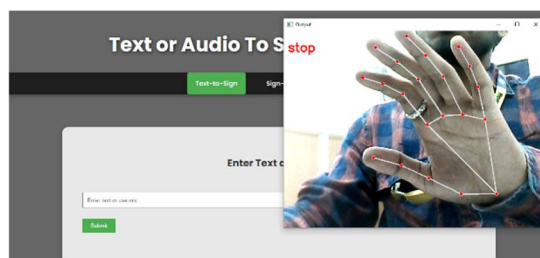 Text or Audio To S
Output
stop
Text-to-Sign
Sign-
Enter Text o
Enter text or use mic
Submit